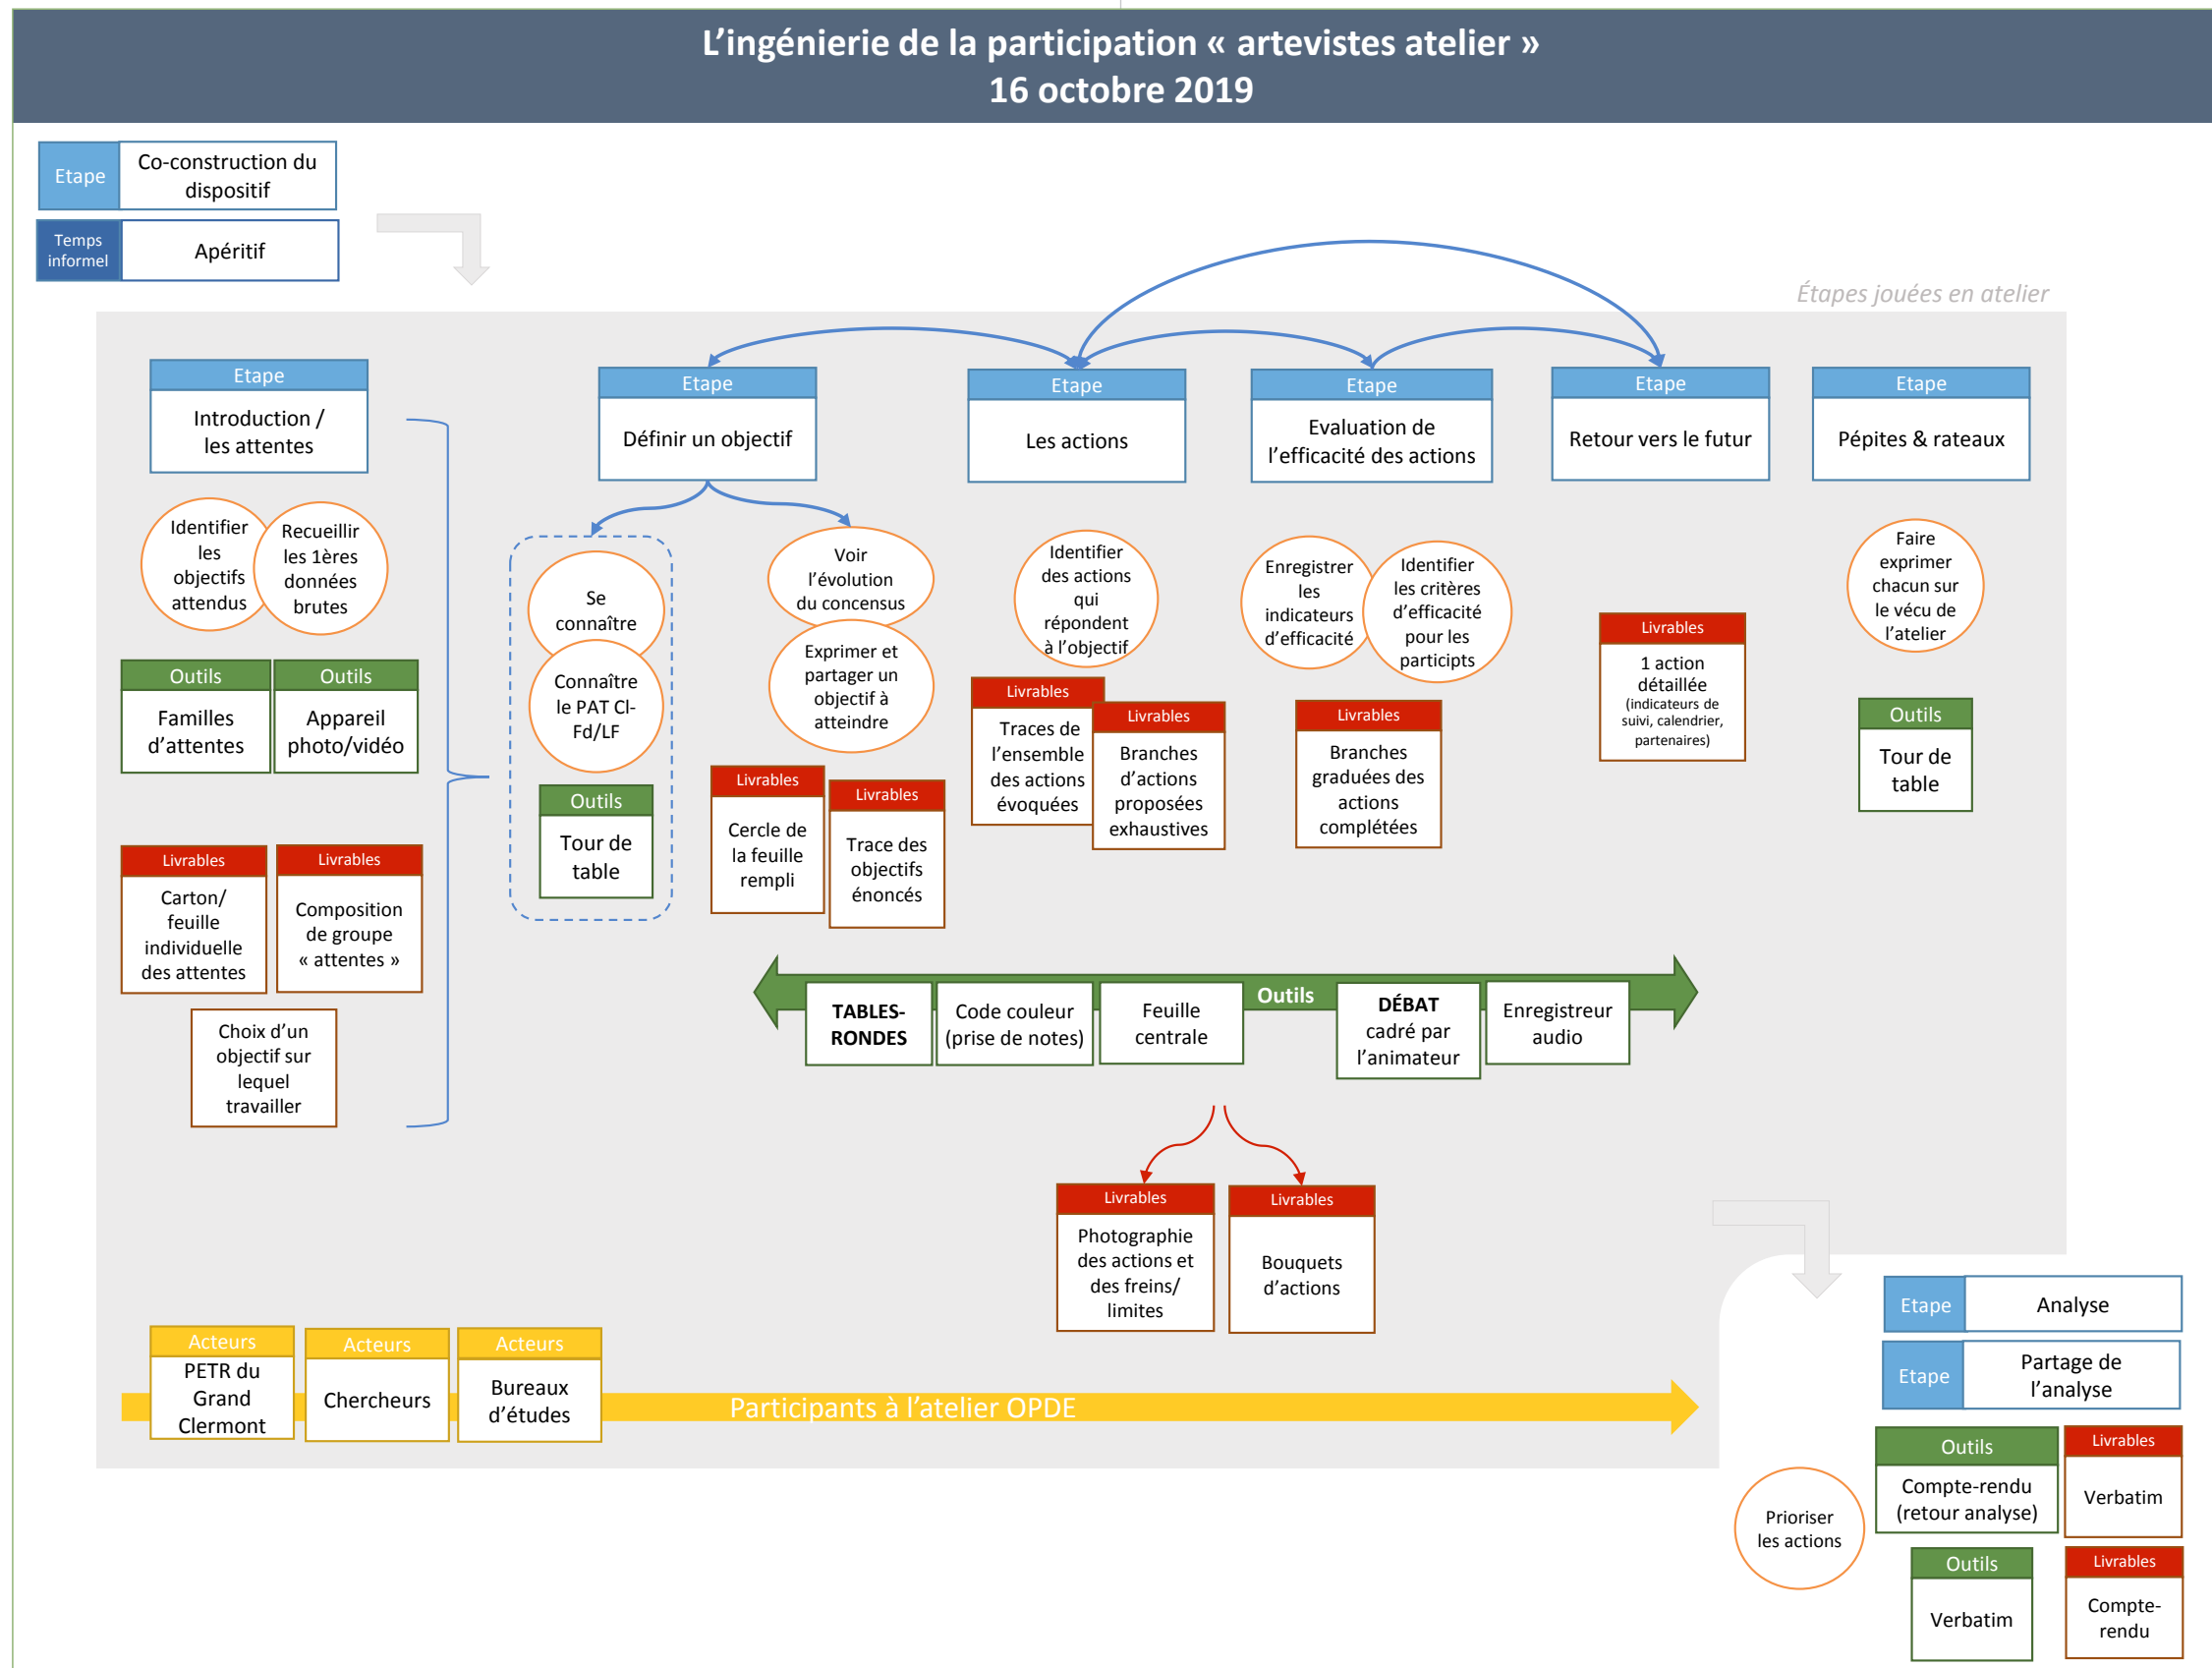 L'ingénierie de la participation « artevistes atelier »
16 octobre 2019
Etape
Co-construction du
dispositif
Temps
informel
Apéritif
Étapes jouées en atelier
Etape
Introduction /
les attentes
Etape
Définir un objectif
Etape
Les actions
Etape
Evaluation de
l'efficacité des actions
Etape
Retour vers le futur
Etape
Pépites & rateaux
Identifier
les
objectifs
attendus
Recueillir
les 1ères
données
brutes
Se
connaître
Connaître
le PAT Cl-
Fd/LF
Voir
l'évolution
du concensus
Exprimer et
partager un
objectif à
atteindre
Identifier
des actions
qui
répondent
à l'objectif
Enregistrer
les
indicateurs
d'efficacité
Identifier
les critères
d'efficacité
pour les
participts
Faire
exprimer
chacun sur
le vécu de
l'atelier
Outils
Familles
d'attentes
Outils
Appareil
photo/vidéo
Outils
Tour de
table
Livrables
Cercle de
la feuille
rempli
Livrables
Trace des
objectifs
énoncés
Livrables
Traces de
l'ensemble
des actions
évoquées
Livrables
Branches
d'actions
proposées
exhaustives
Livrables
Branches
graduées des
actions
complétées
Livrables
1 action
détaillée
(indicateurs de
suivi, calendrier,
partenaires)
Outils
Tour de
table
Livrables
Carton/
feuille
individuelle
des attentes
Livrables
Composition
de groupe
« attentes »
Choix d'un
objectif sur
lequel
travailler
Outils
TABLES-
RONDES
Code couleur
(prise de notes)
Feuille
centrale
DÉBAT
cadré par
l'animateur
Enregistreur
audio
Livrables
Photographie
des actions et
des freins/
limites
Livrables
Bouquets
d'actions
Acteurs
PETR du
Grand
Clermont
Acteurs
Chercheurs
Acteurs
Bureaux
d'études
Participants à l'atelier OPDE
Etape
Analyse
Etape
Partage de
l'analyse
Prioriser
les actions
Outils
Compte-rendu
(retour analyse)
Livrables
Verbatim
Outils
Verbatim
Livrables
Compte-
rendu